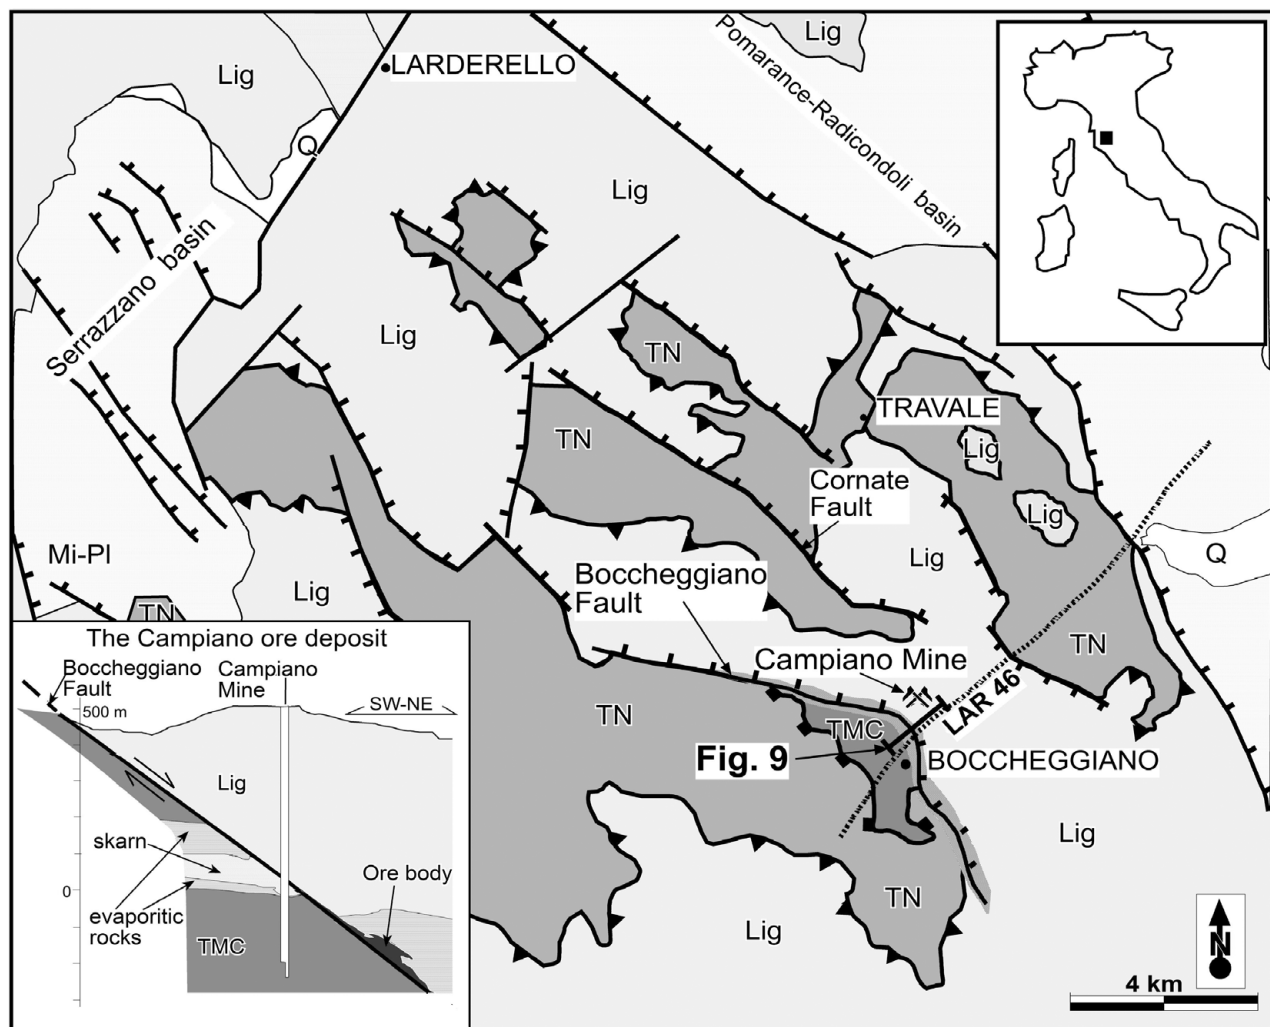 Lig
LARDERELLO
Pomarance-Radicondoli basin
Lig
Q
Lig
Serrazzano basin
Lig
TN
TRAVALE
TN
Lig
Cornate
Fault
Lig
Mi-Pl
Lig
Q
Boccheggiano
Fault
Lig
TN
TN
Campiano Mine
LAR 46
TN
TMC
Fig. 9
BOCCHEGGIANO
Lig
TN
Lig
N
4 km
The Campiano ore deposit
Boccheggiano
Fault
Campiano
Mine
500 m
SW-NE
Lig
skarn
Ore body
0
evaporitic
rocks
TMC